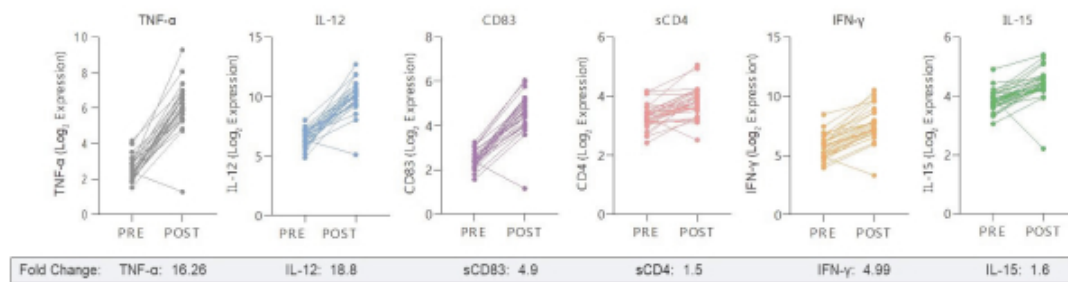 TNF-α IL-12 CD83 sCD4 IFN-γ IL-15
TNF-α (Log₂ Expression)
10
8
6
4
2
0
PRE POST
IL-12 (Log₂ Expression)
15
10
5
0
PRE POST
CD83 (Log₂ Expression)
8
6
4
2
0
PRE POST
CD4 (Log₂ Expression)
6
4
2
0
PRE POST
IFN-γ (Log₂ Expression)
15
10
5
0
PRE POST
IL-15 (Log₂ Expression)
6
4
2
0
PRE POST
Fold Change: TNF-α: 16.26 IL-12: 18.8 sCD83: 4.9 sCD4: 1.5 IFN-γ: 4.99 IL-15: 1.6